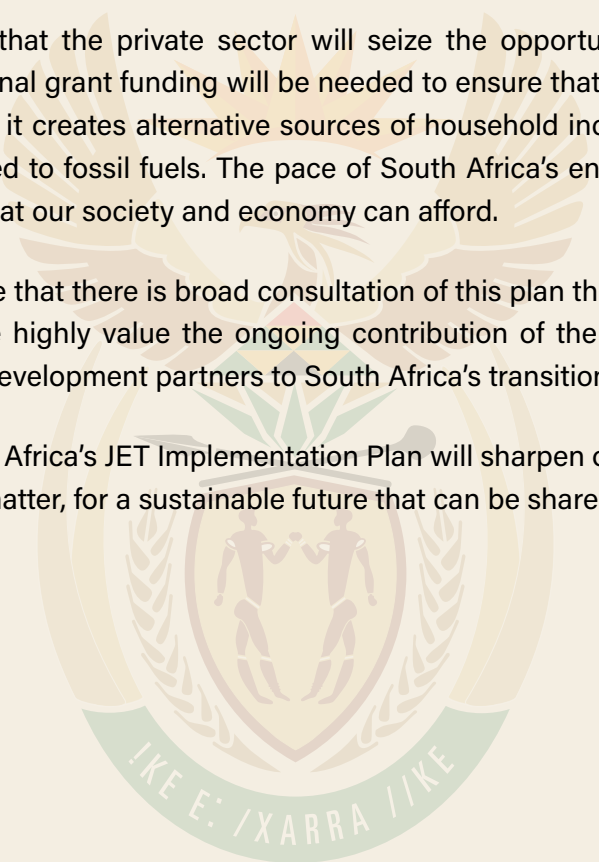 that the private sector will seize the opportu
nal grant funding will be needed to ensure that
it creates alternative sources of household inc
ed to fossil fuels. The pace of South Africa’s en
at our society and economy can afford.
e that there is broad consultation of this plan th
e highly value the ongoing contribution of the
evelopment partners to South Africa’s transition
Africa’s JET Implementation Plan will sharpen o
natter, for a sustainable future that can be share
!KE E: /XARRA //KE